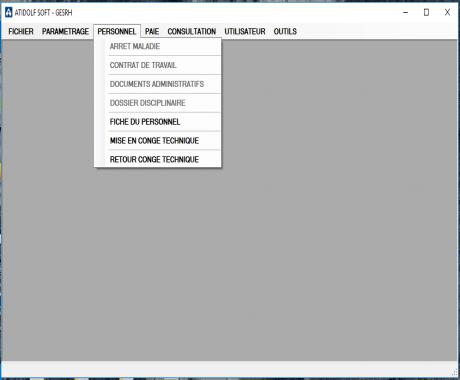 ATIDOLF SOFT - GESRH
FICHIER PARAMETRAGE PERSONNEL PAIE CONSULTATION UTILISATEUR OUTILS
ARRET MALADIE
CONTRAT DE TRAVAIL
DOCUMENTS ADMINISTRATIFS
DOSSIER DISCIPLINAIRE
FICHE DU PERSONNEL
MISE EN CONGE TECHNIQUE
RETOUR CONGE TECHNIQUE